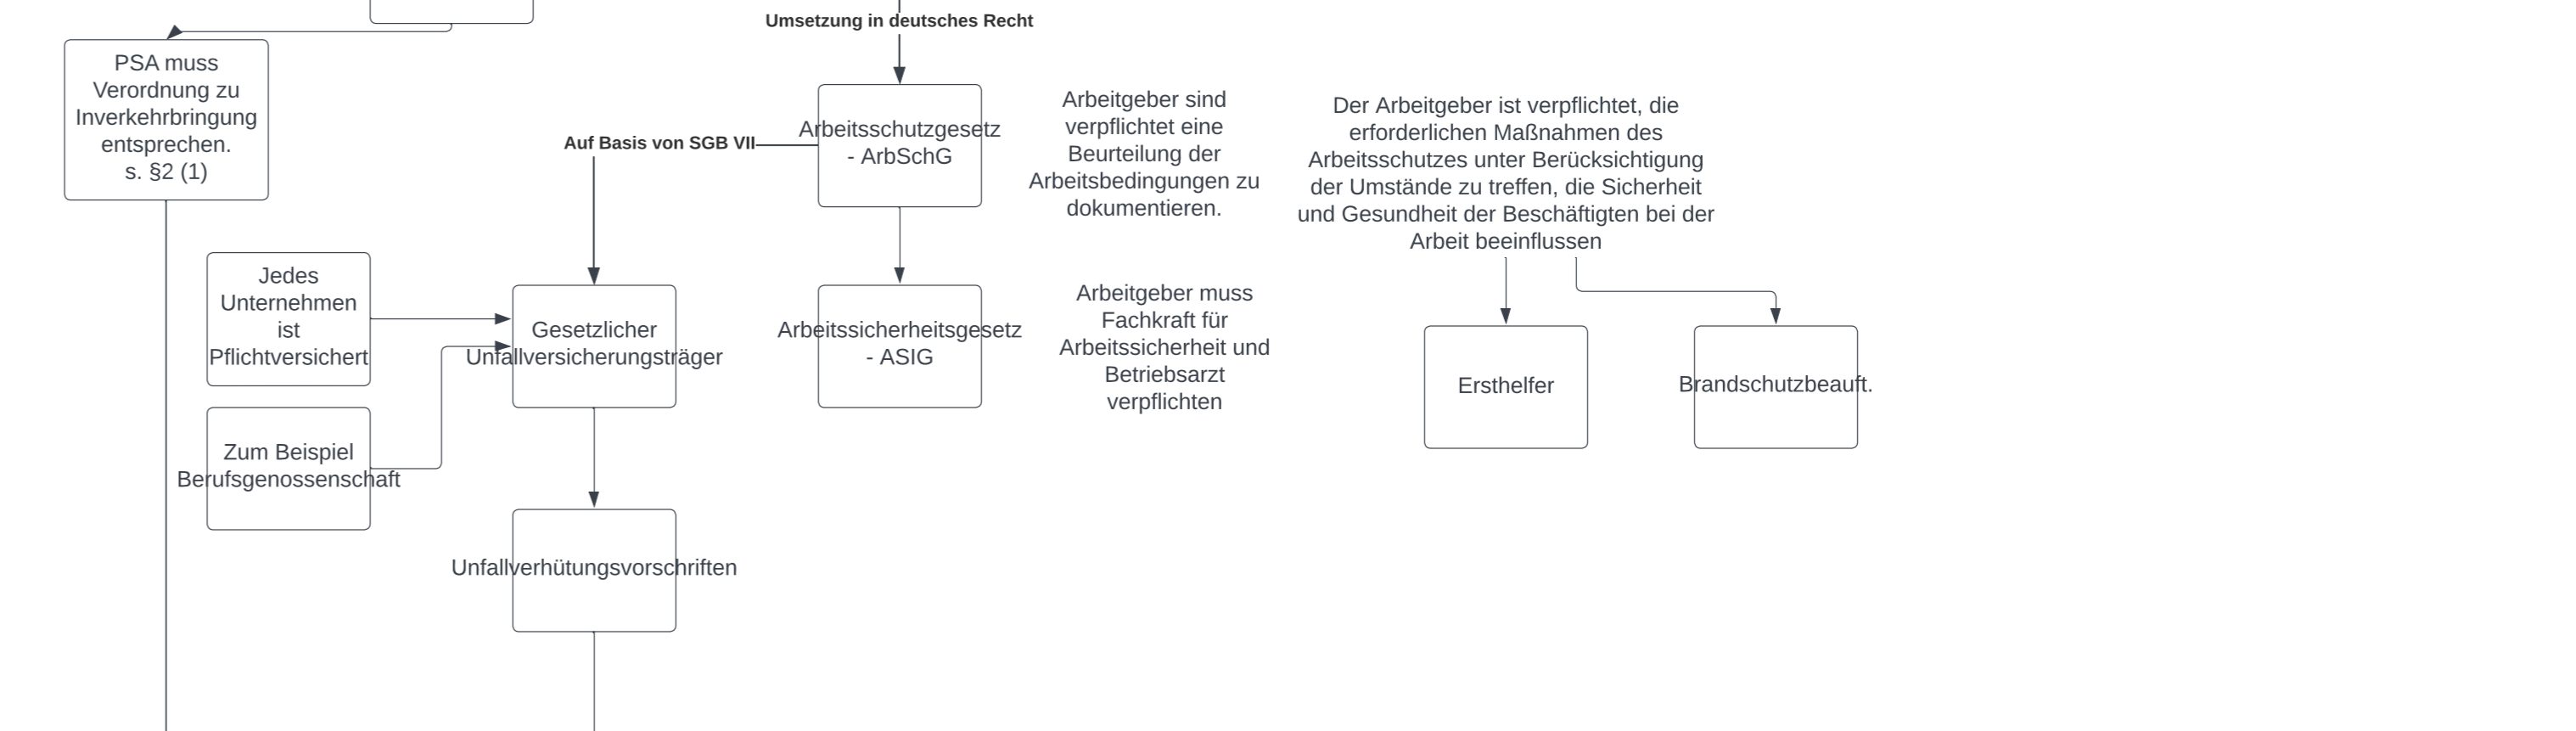 Umsetzung in deutsches Recht
PSA muss
Verordnung zu
Inverkehrbringung
entsprechen.
s. §2 (1)
Auf Basis von SGB VII
Arbeitsschutzgesetz
- ArbSchG
Arbeitgeber sind
verpflichtet eine
Beurteilung der
Arbeitsbedingungen zu
dokumentieren.
Der Arbeitgeber ist verpflichtet, die
erforderlichen Maßnahmen des
Arbeitsschutzes unter Berücksichtigung
der Umstände zu treffen, die Sicherheit
und Gesundheit der Beschäftigten bei der
Arbeit beeinflussen
Jedes
Unternehmen
ist
Pflichtversichert
Gesetzlicher
Unfallversicherungsträger
Arbeitssicherheitsgesetz
- ASIG
Arbeitgeber muss
Fachkraft für
Arbeitssicherheit und
Betriebsarzt
verpflichten
Ersthelfer
Brandschutzbeauft.
Zum Beispiel
Berufsgenossenschaft
Unfallverhütungsvorschriften